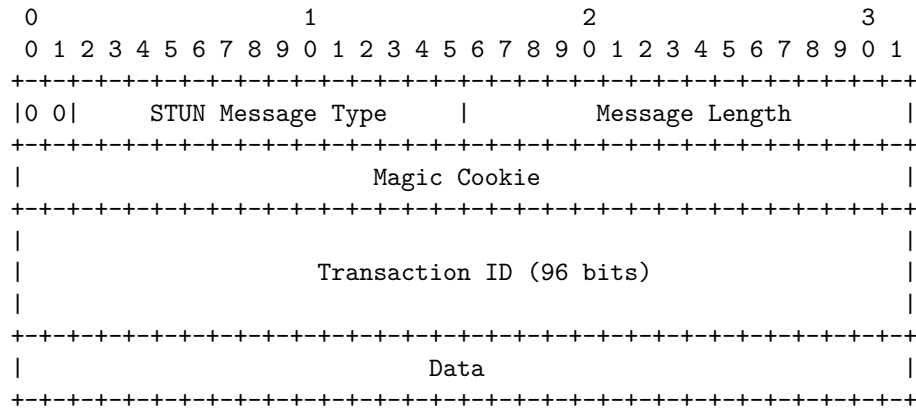 0                   1                   2                   3
 0 1 2 3 4 5 6 7 8 9 0 1 2 3 4 5 6 7 8 9 0 1 2 3 4 5 6 7 8 9 0 1
+-+-+-+-+-+-+-+-+-+-+-+-+-+-+-+-+-+-+-+-+-+-+-+-+-+-+-+-+-+-+-+-+
|0 0|     STUN Message Type     |         Message Length        |
+-+-+-+-+-+-+-+-+-+-+-+-+-+-+-+-+-+-+-+-+-+-+-+-+-+-+-+-+-+-+-+-+
|                         Magic Cookie                          |
+-+-+-+-+-+-+-+-+-+-+-+-+-+-+-+-+-+-+-+-+-+-+-+-+-+-+-+-+-+-+-+-+
|                                                               |
|                     Transaction ID (96 bits)                  |
|                                                               |
+-+-+-+-+-+-+-+-+-+-+-+-+-+-+-+-+-+-+-+-+-+-+-+-+-+-+-+-+-+-+-+-+
|                             Data                              |
+-+-+-+-+-+-+-+-+-+-+-+-+-+-+-+-+-+-+-+-+-+-+-+-+-+-+-+-+-+-+-+-+